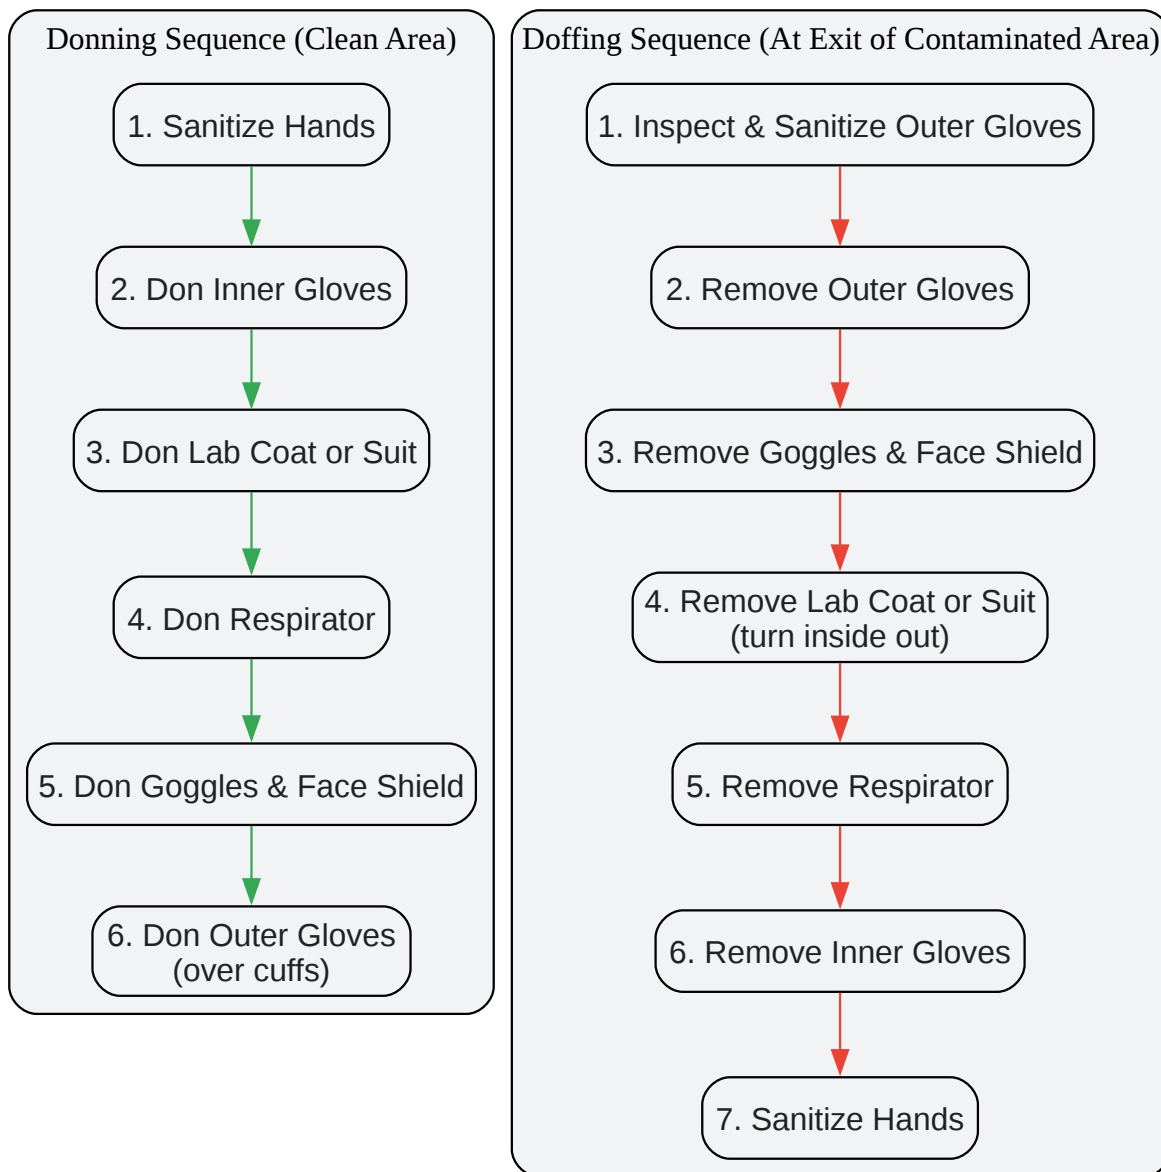 Donning Sequence (Clean Area)
1. Sanitize Hands
2. Don Inner Gloves
3. Don Lab Coat or Suit
4. Don Respirator
5. Don Goggles & Face Shield
6. Don Outer Gloves
(over cuffs)
Doffing Sequence (At Exit of Contaminated Area)
1. Inspect & Sanitize Outer Gloves
2. Remove Outer Gloves
3. Remove Goggles & Face Shield
4. Remove Lab Coat or Suit
(turn inside out)
5. Remove Respirator
6. Remove Inner Gloves
7. Sanitize Hands